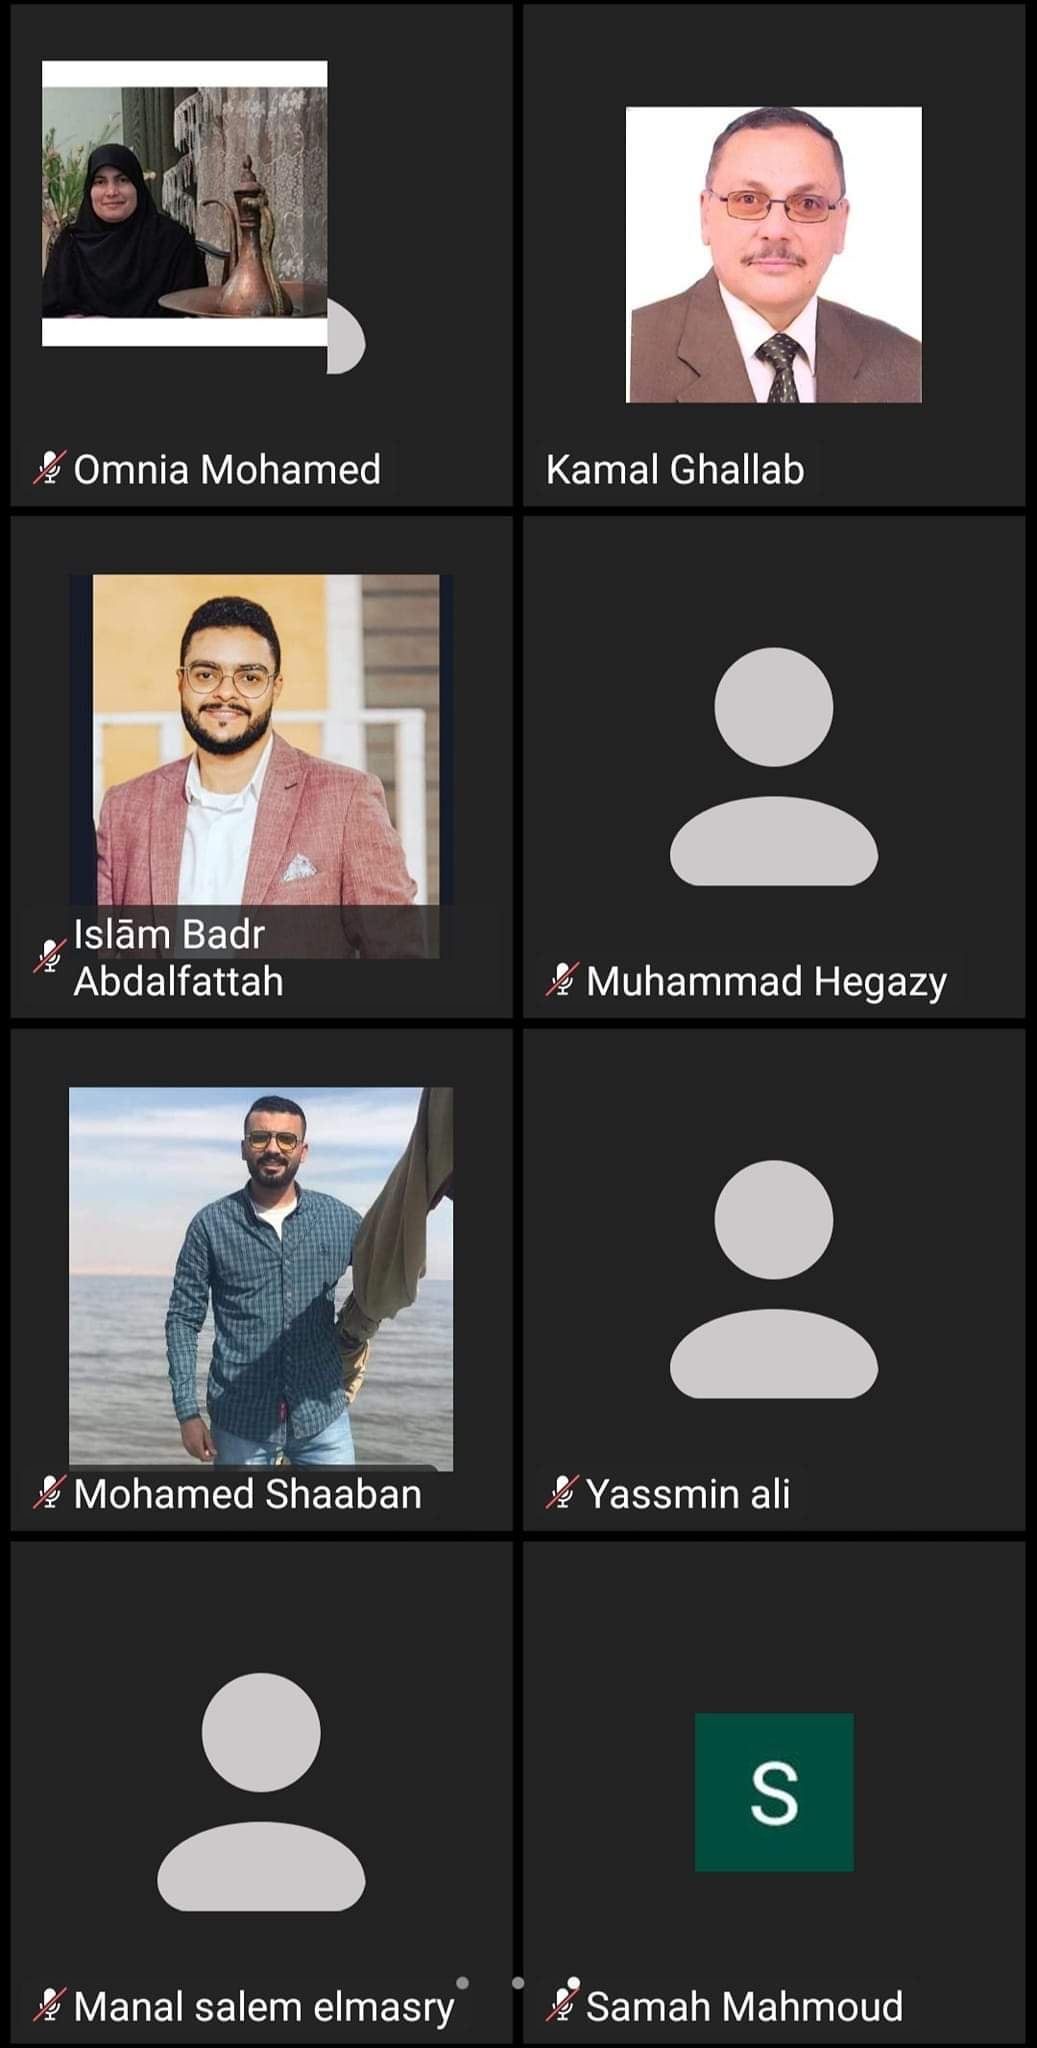 Omnia Mohamed
Kamal Ghallab
Islām Badr
Abdalfattah
Muhammad Hegazy
Mohamed Shaaban
Yassmin ali
S
Manal salem elmasry
Samah Mahmoud